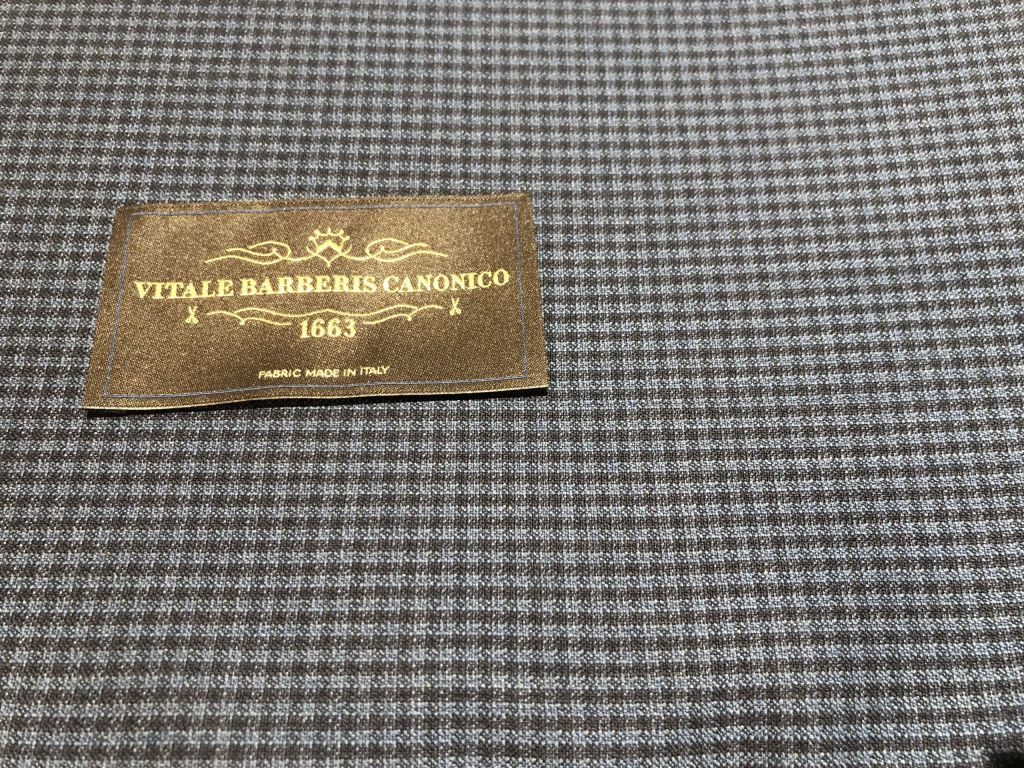 VITALE BARBERIS CANONICO
1663
FABRIC MADE IN ITALY